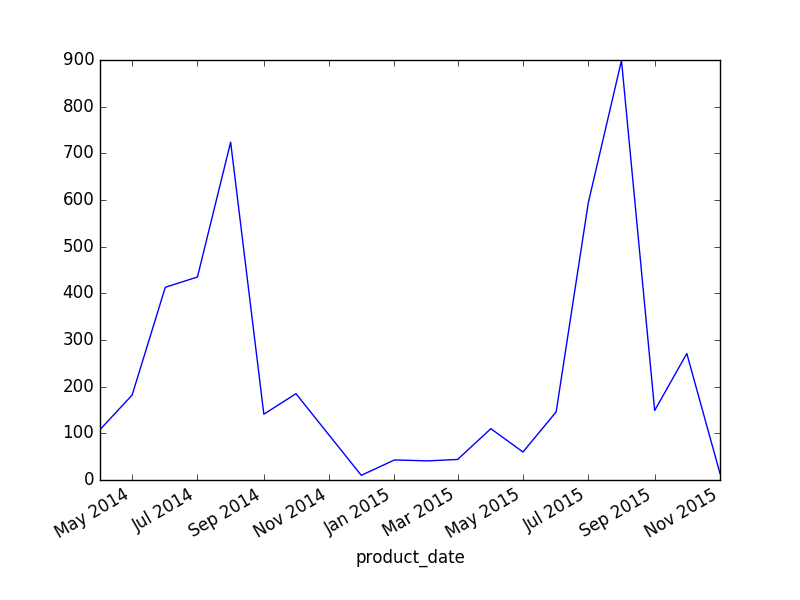 900
800
700
600
500
400
300
200
100
0
May 2014
Jul 2014
Sep 2014
Nov 2014
Jan 2015
Mar 2015
May 2015
Jul 2015
Sep 2015
Nov 2015
product_date